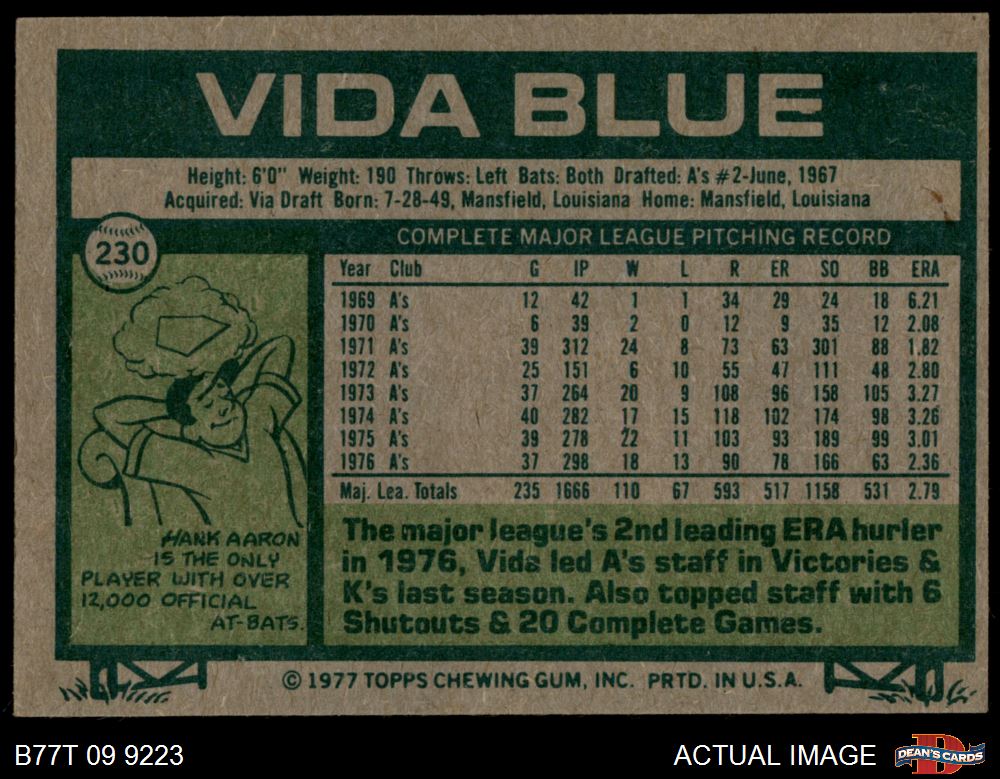 VIDA BLUE
Height: 6'0" Weight: 190 Throws: Left Bats: Both Drafted: A's #2-June, 1967
Acquired: Via Draft Born: 7-28-49, Mansfield, Louisiana Home: Mansfield, Louisiana
230
COMPLETE MAJOR LEAGUE PITCHING RECORD
Year Club G IP W L R ER SO BB ERA
1969 A's 12 42 1 1 34 29 24 18 6.21
1970 A's 6 39 2 0 12 9 35 12 2.08
1971 A's 39 312 24 8 73 63 301 88 1.82
1972 A's 25 151 6 10 55 47 111 48 2.80
1973 A's 37 264 20 9 108 96 158 105 3.27
1974 A's 40 282 17 15 118 102 174 98 3.26
1975 A's 39 278 22 11 103 93 189 99 3.01
1976 A's 37 298 18 13 90 78 166 63 2.36
Maj. Lea. Totals 235 1666 110 67 593 517 1158 531 2.79
HANK AARON
IS THE ONLY
PLAYER WITH OVER
12,000 OFFICIAL
AT-BATS.
The major league's 2nd leading ERA hurler
in 1976, Vida led A's staff in Victories &
K's last season. Also topped staff with 6
Shutouts & 20 Complete Games.
© 1977 TOPPS CHEWING GUM, INC. PRTD. IN U.S.A.
B77T 09 9223
ACTUAL IMAGE
D
DEAN'S CARDS